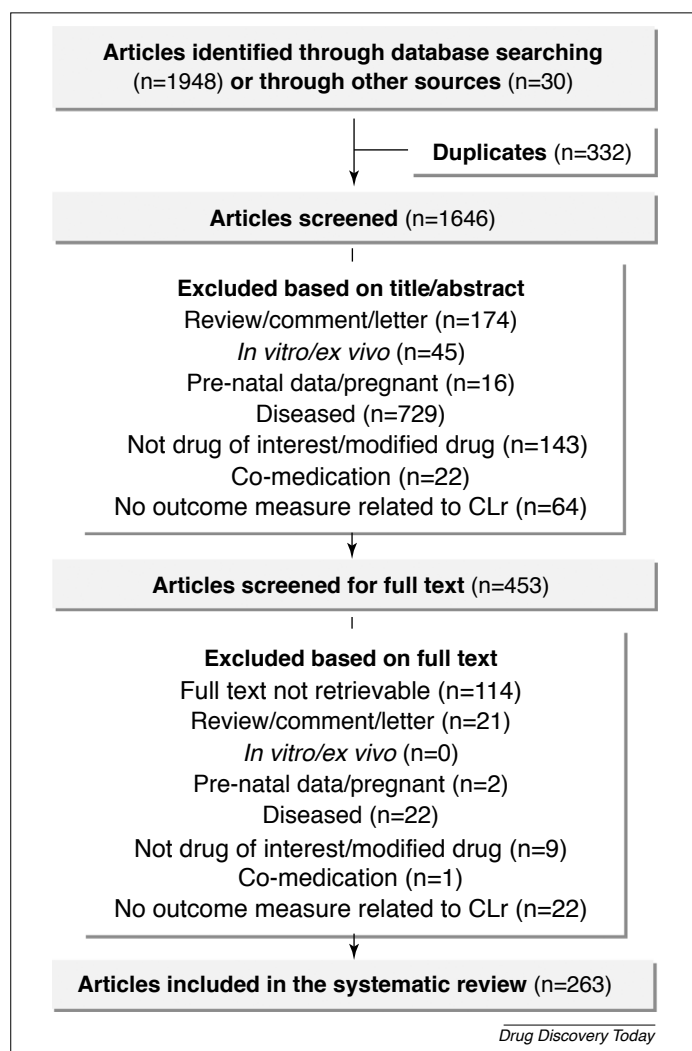 Articles identified through database searching
(n=1948) or through other sources (n=30)
Duplicates (n=332)
Articles screened (n=1646)
Excluded based on title/abstract
Review/comment/letter (n=174)
In vitro/ex vivo (n=45)
Pre-natal data/pregnant (n=16)
Diseased (n=729)
Not drug of interest/modified drug (n=143)
Co-medication (n=22)
No outcome measure related to CLr (n=64)
Articles screened for full text (n=453)
Excluded based on full text
Full text not retrievable (n=114)
Review/comment/letter (n=21)
In vitro/ex vivo (n=0)
Pre-natal data/pregnant (n=2)
Diseased (n=22)
Not drug of interest/modified drug (n=9)
Co-medication (n=1)
No outcome measure related to CLr (n=22)
Articles included in the systematic review (n=263)
Drug Discovery Today